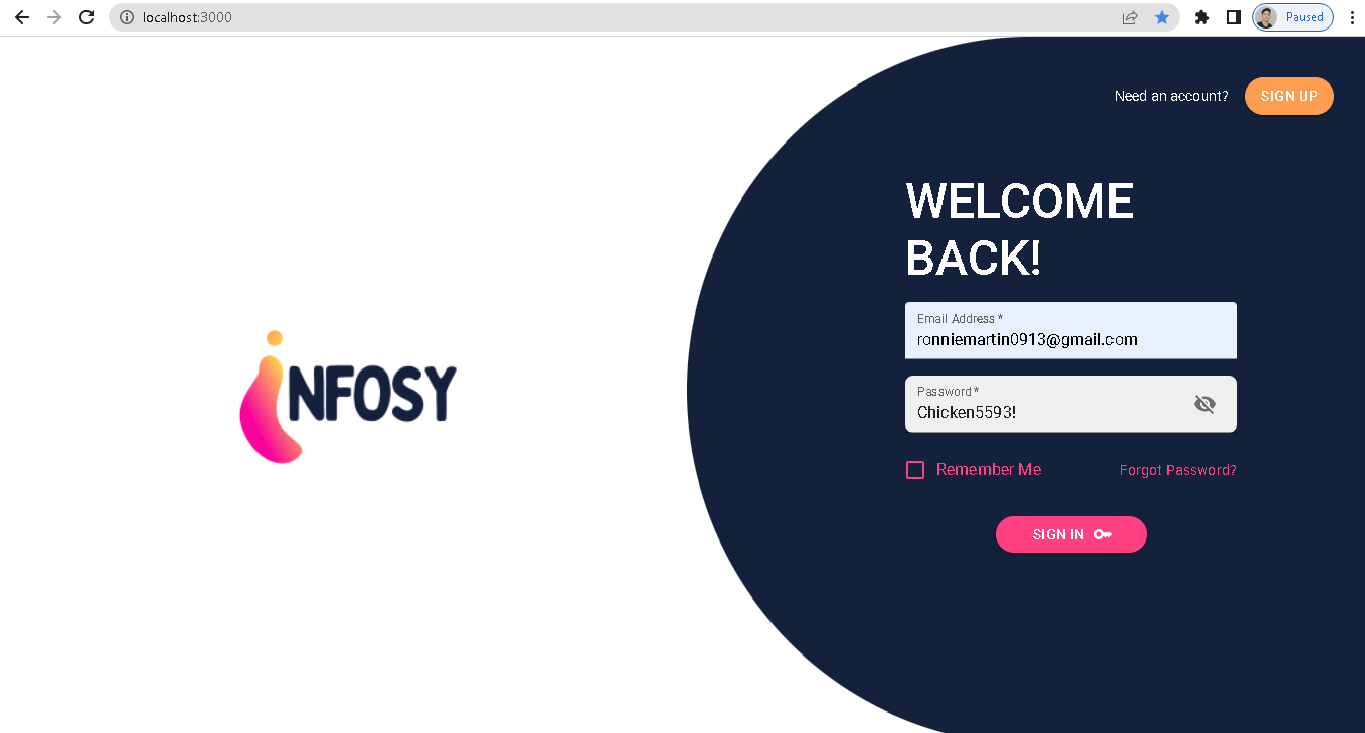 localhost:3000
Paused
Need an account? SIGN UP
WELCOME
BACK!
Email Address *
ronniemartin0913@gmail.com
Password *
Chicken5593!
Remember Me
Forgot Password?
SIGN IN
iNFOSY